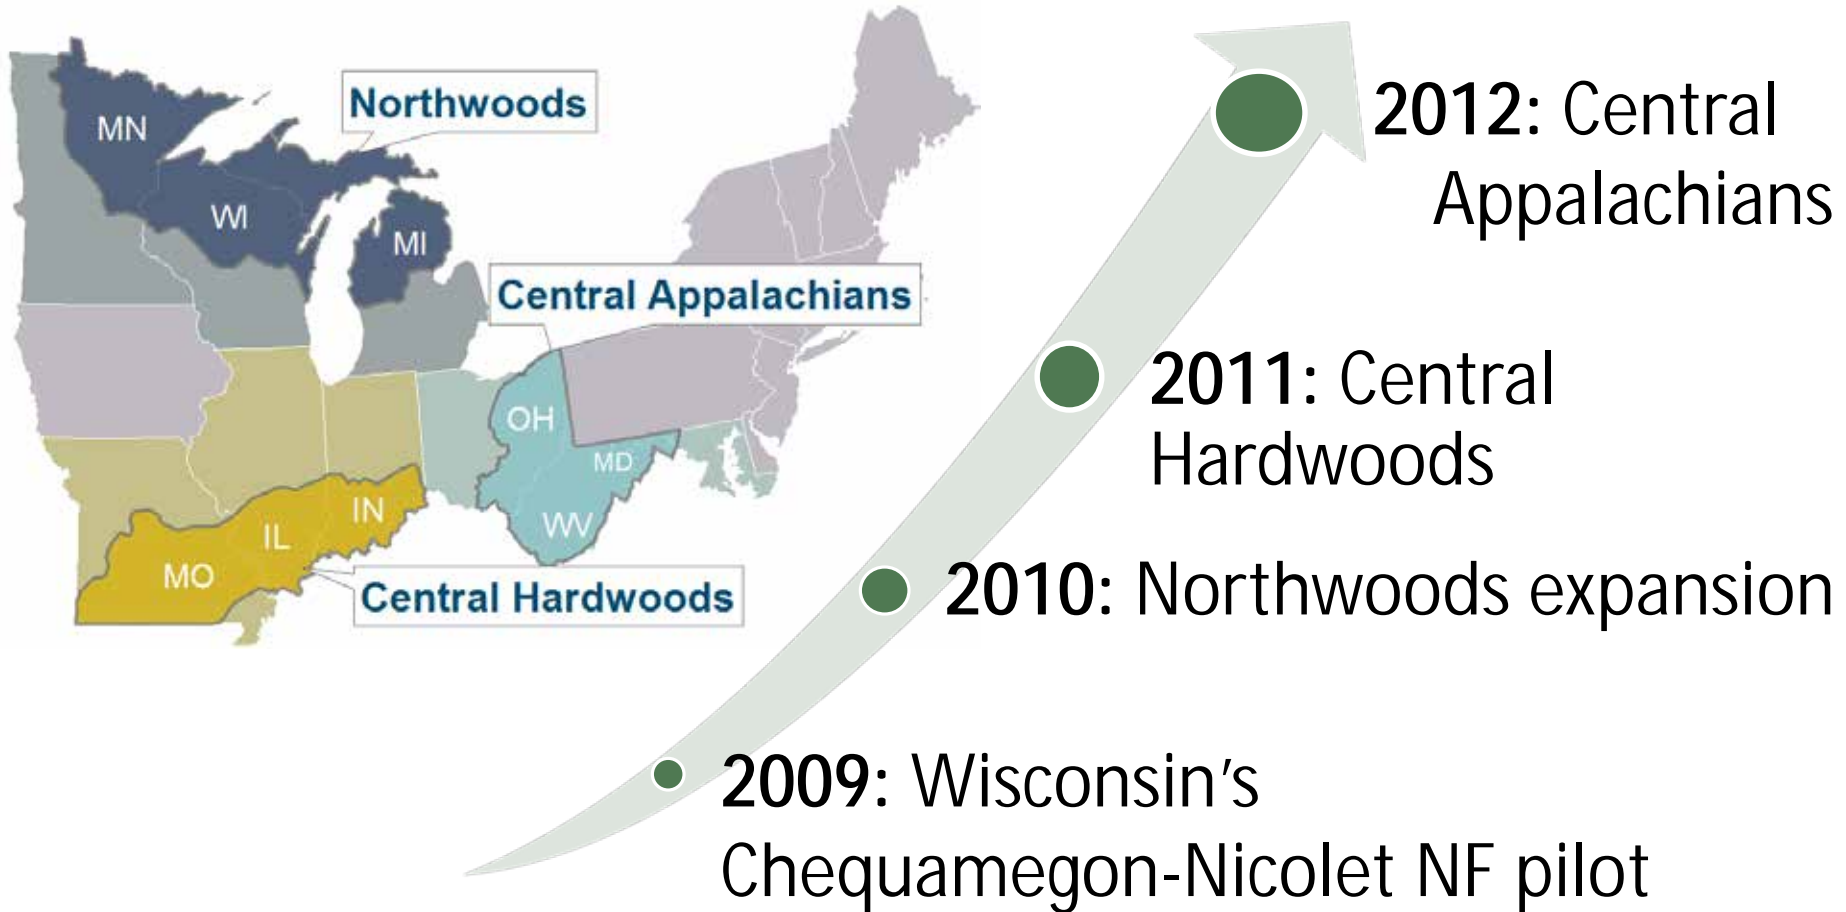 MN
Northwoods
WI
MI
Central Appalachians
OH
MD
WV
IN
IL
MO
Central Hardwoods
2012: Central
Appalachians
2011: Central
Hardwoods
2010: Northwoods expansion
2009: Wisconsin’s
Chequamegon-Nicolet NF pilot